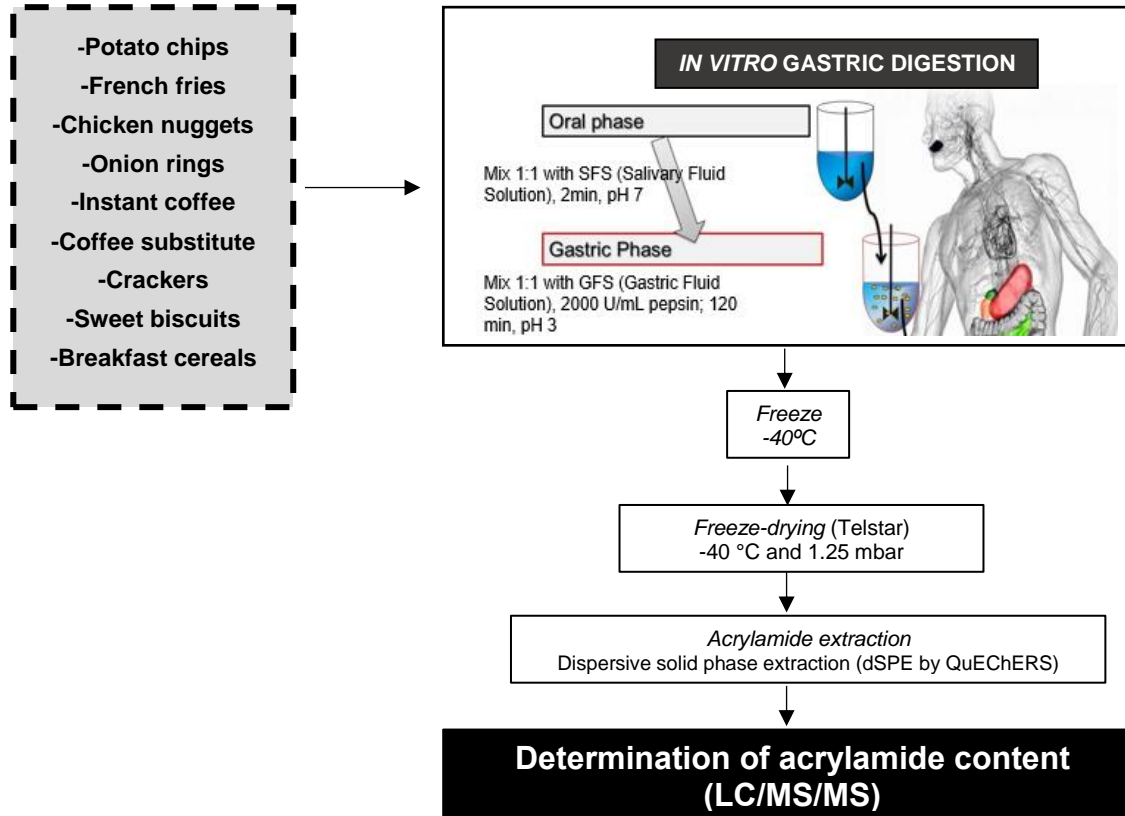 -Potato chips
-French fries
-Chicken nuggets
-Onion rings
-Instant coffee
-Coffee substitute
-Crackers
-Sweet biscuits
-Breakfast cereals
IN VITRO GASTRIC DIGESTION
Oral phase
Mix 1:1 with SFS (Salivary Fluid
Solution), 2min, pH 7
Gastric Phase
Mix 1:1 with GFS (Gastric Fluid
Solution), 2000 U/mL pepsin; 120
min, pH 3
Freeze
-40ºC
Freeze-drying (Telstar)
-40 °C and 1.25 mbar
Acrylamide extraction
Dispersive solid phase extraction (dSPE by QuEChERS)
Determination of acrylamide content
(LC/MS/MS)